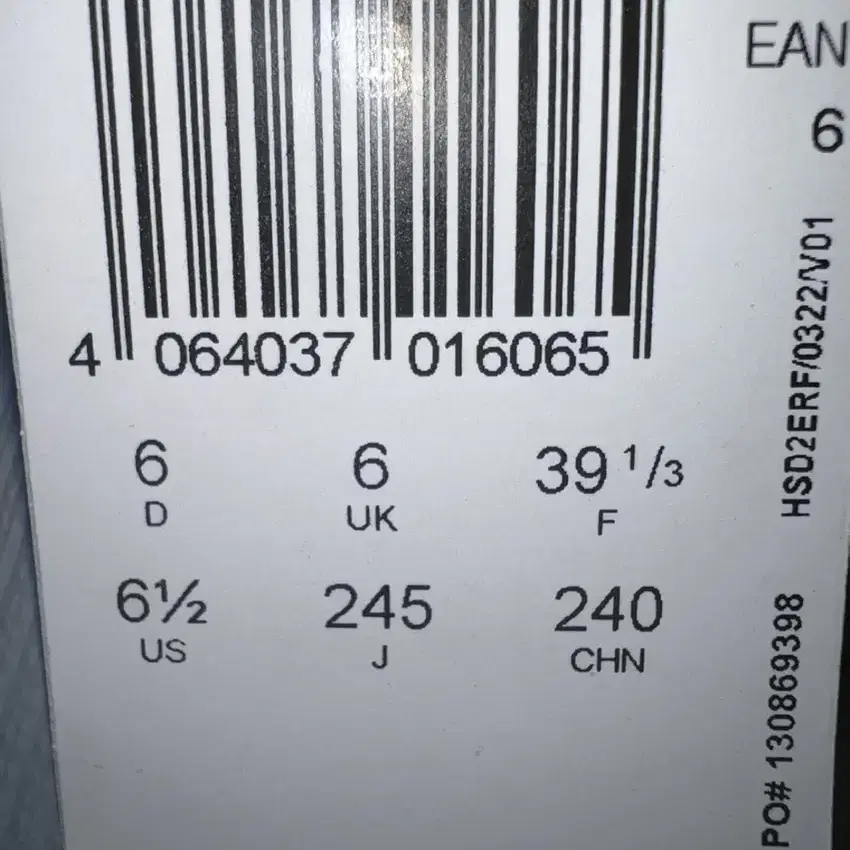 EAN
6
4 064037 016065
6 6 39 1/3
D UK F
6½ 245 240
US J CHN
HSD2ERF/0322/V01
PO# 130869398